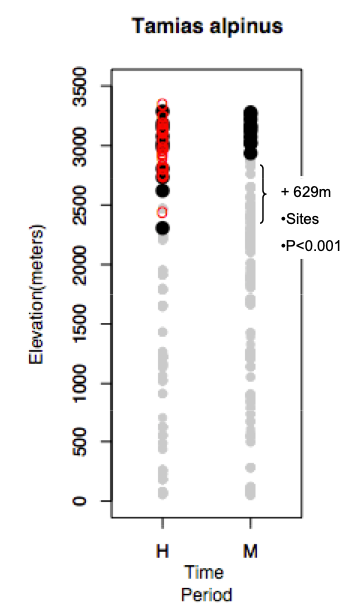 Tamias alpinus
3500
3000
2500
2000
1500
1000
500
0
Elevation(meters)
+ 629m
•Sites
•P<0.001
H
M
Time
Period